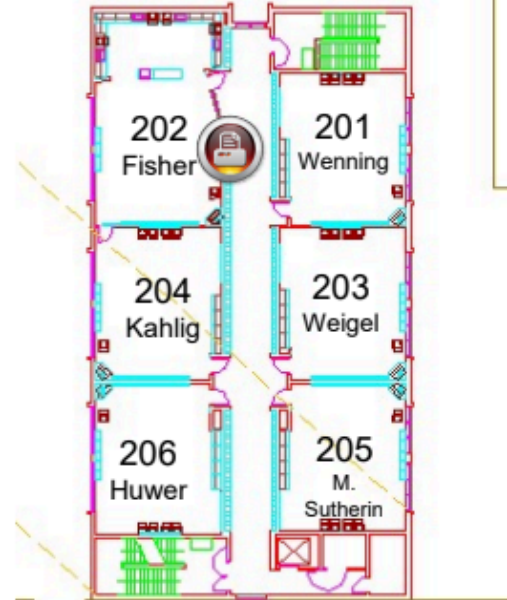 202
Fisher
201
Wenning
204
Kahlig
203
Weigel
206
Huwer
205
M.
Sutherin